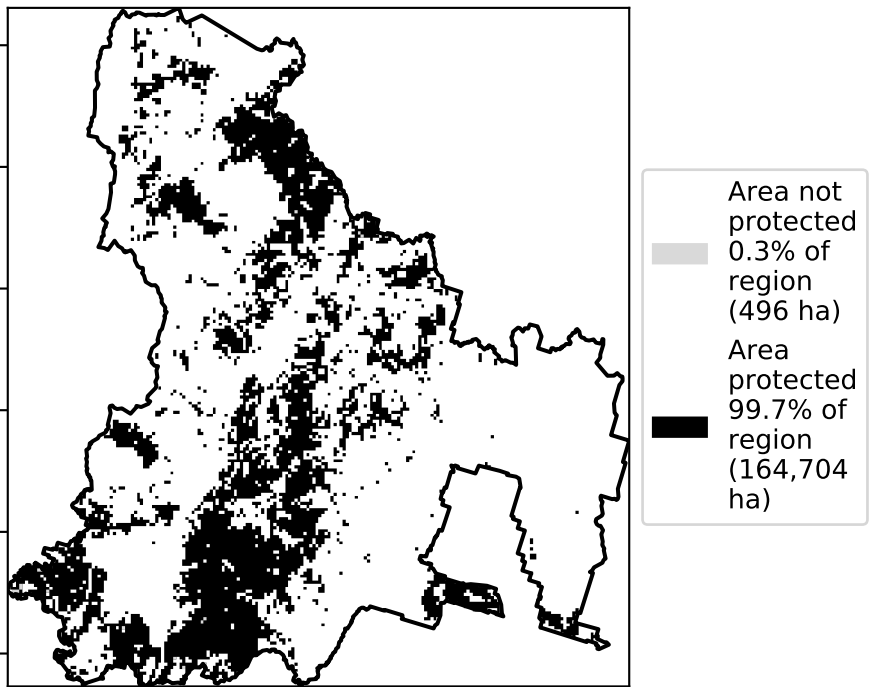 Area not
protected
0.3% of
region
(496 ha)
Area
protected
99.7% of
region
(164,704
ha)